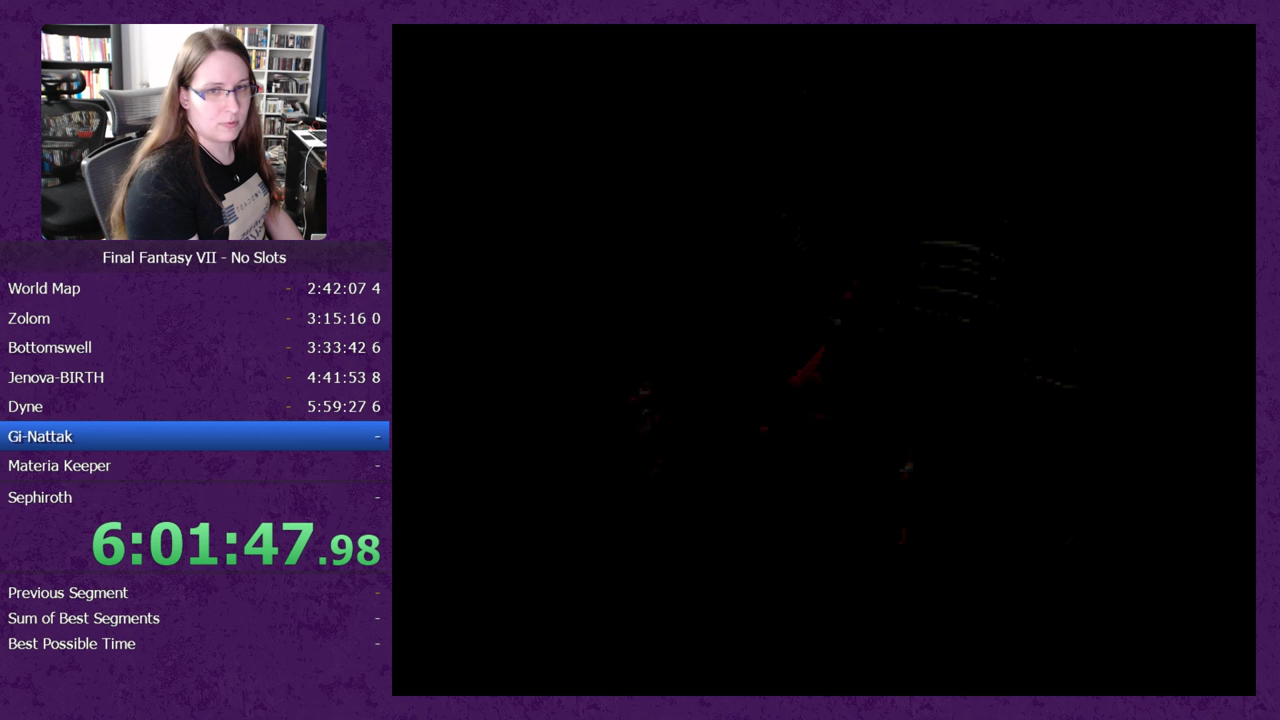 Final Fantasy VII - No Slots
World Map - 2:42:07 4
Zolom - 3:15:16 0
Bottomswell - 3:33:42 6
Jenova-BIRTH - 4:41:53 8
Dyne - 5:59:27 6
Gi-Nattak -
Materia Keeper -
Sephiroth -
6:01:47.98
Previous Segment -
Sum of Best Segments -
Best Possible Time -